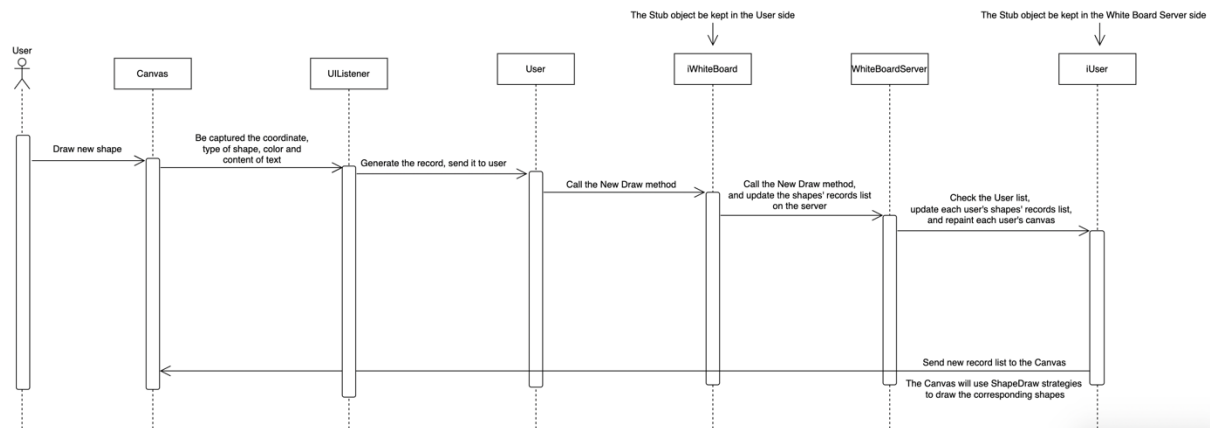 The Stub object be kept in the User side
The Stub object be kept in the White Board Server side
User
Canvas
UIListener
User
iWhiteBoard
WhiteBoardServer
iUser
Draw new shape
Be captured the coordinate,
type of shape, color and
content of text
Generate the record, send it to user
Call the New Draw method
Call the New Draw method,
and update the shapes' records list
on the server
Check the User list,
update each user's shapes' records list,
and repaint each user's canvas
Send new record list to the Canvas
The Canvas will use ShapeDraw strategies
to draw the corresponding shapes